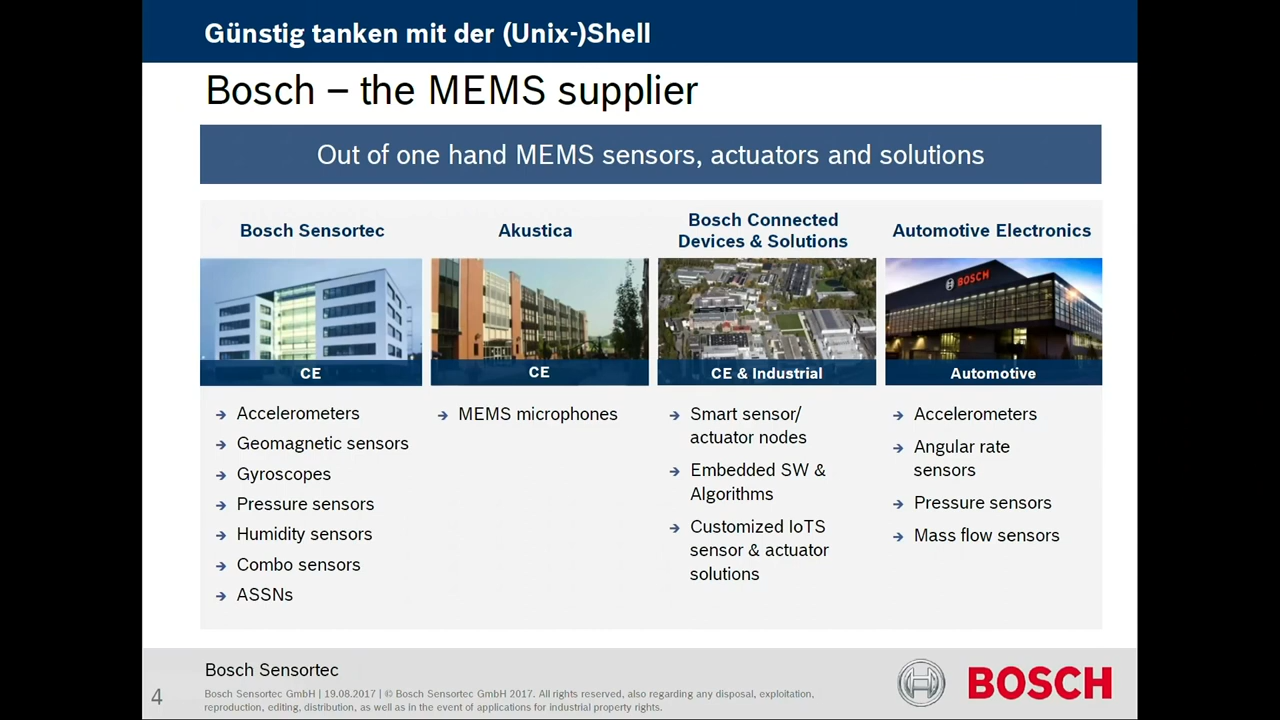 Günstig tanken mit der (Unix-)Shell
Bosch – the MEMS supplier
Out of one hand MEMS sensors, actuators and solutions
Bosch Sensortec
CE
→ Accelerometers
→ Geomagnetic sensors
→ Gyroscopes
→ Pressure sensors
→ Humidity sensors
→ Combo sensors
→ ASSNs
Akustica
CE
→ MEMS microphones
Bosch Connected
Devices & Solutions
CE & Industrial
→ Smart sensor/
actuator nodes
→ Embedded SW &
Algorithms
→ Customized IoTS
sensor & actuator
solutions
Automotive Electronics
BOSCH
Automotive
→ Accelerometers
→ Angular rate
sensors
→ Pressure sensors
→ Mass flow sensors
4
Bosch Sensortec
Bosch Sensortec GmbH | 19.08.2017 | © Bosch Sensortec GmbH 2017. All rights reserved, also regarding any disposal, exploitation,
reproduction, editing, distribution, as well as in the event of applications for industrial property rights.
BOSCH